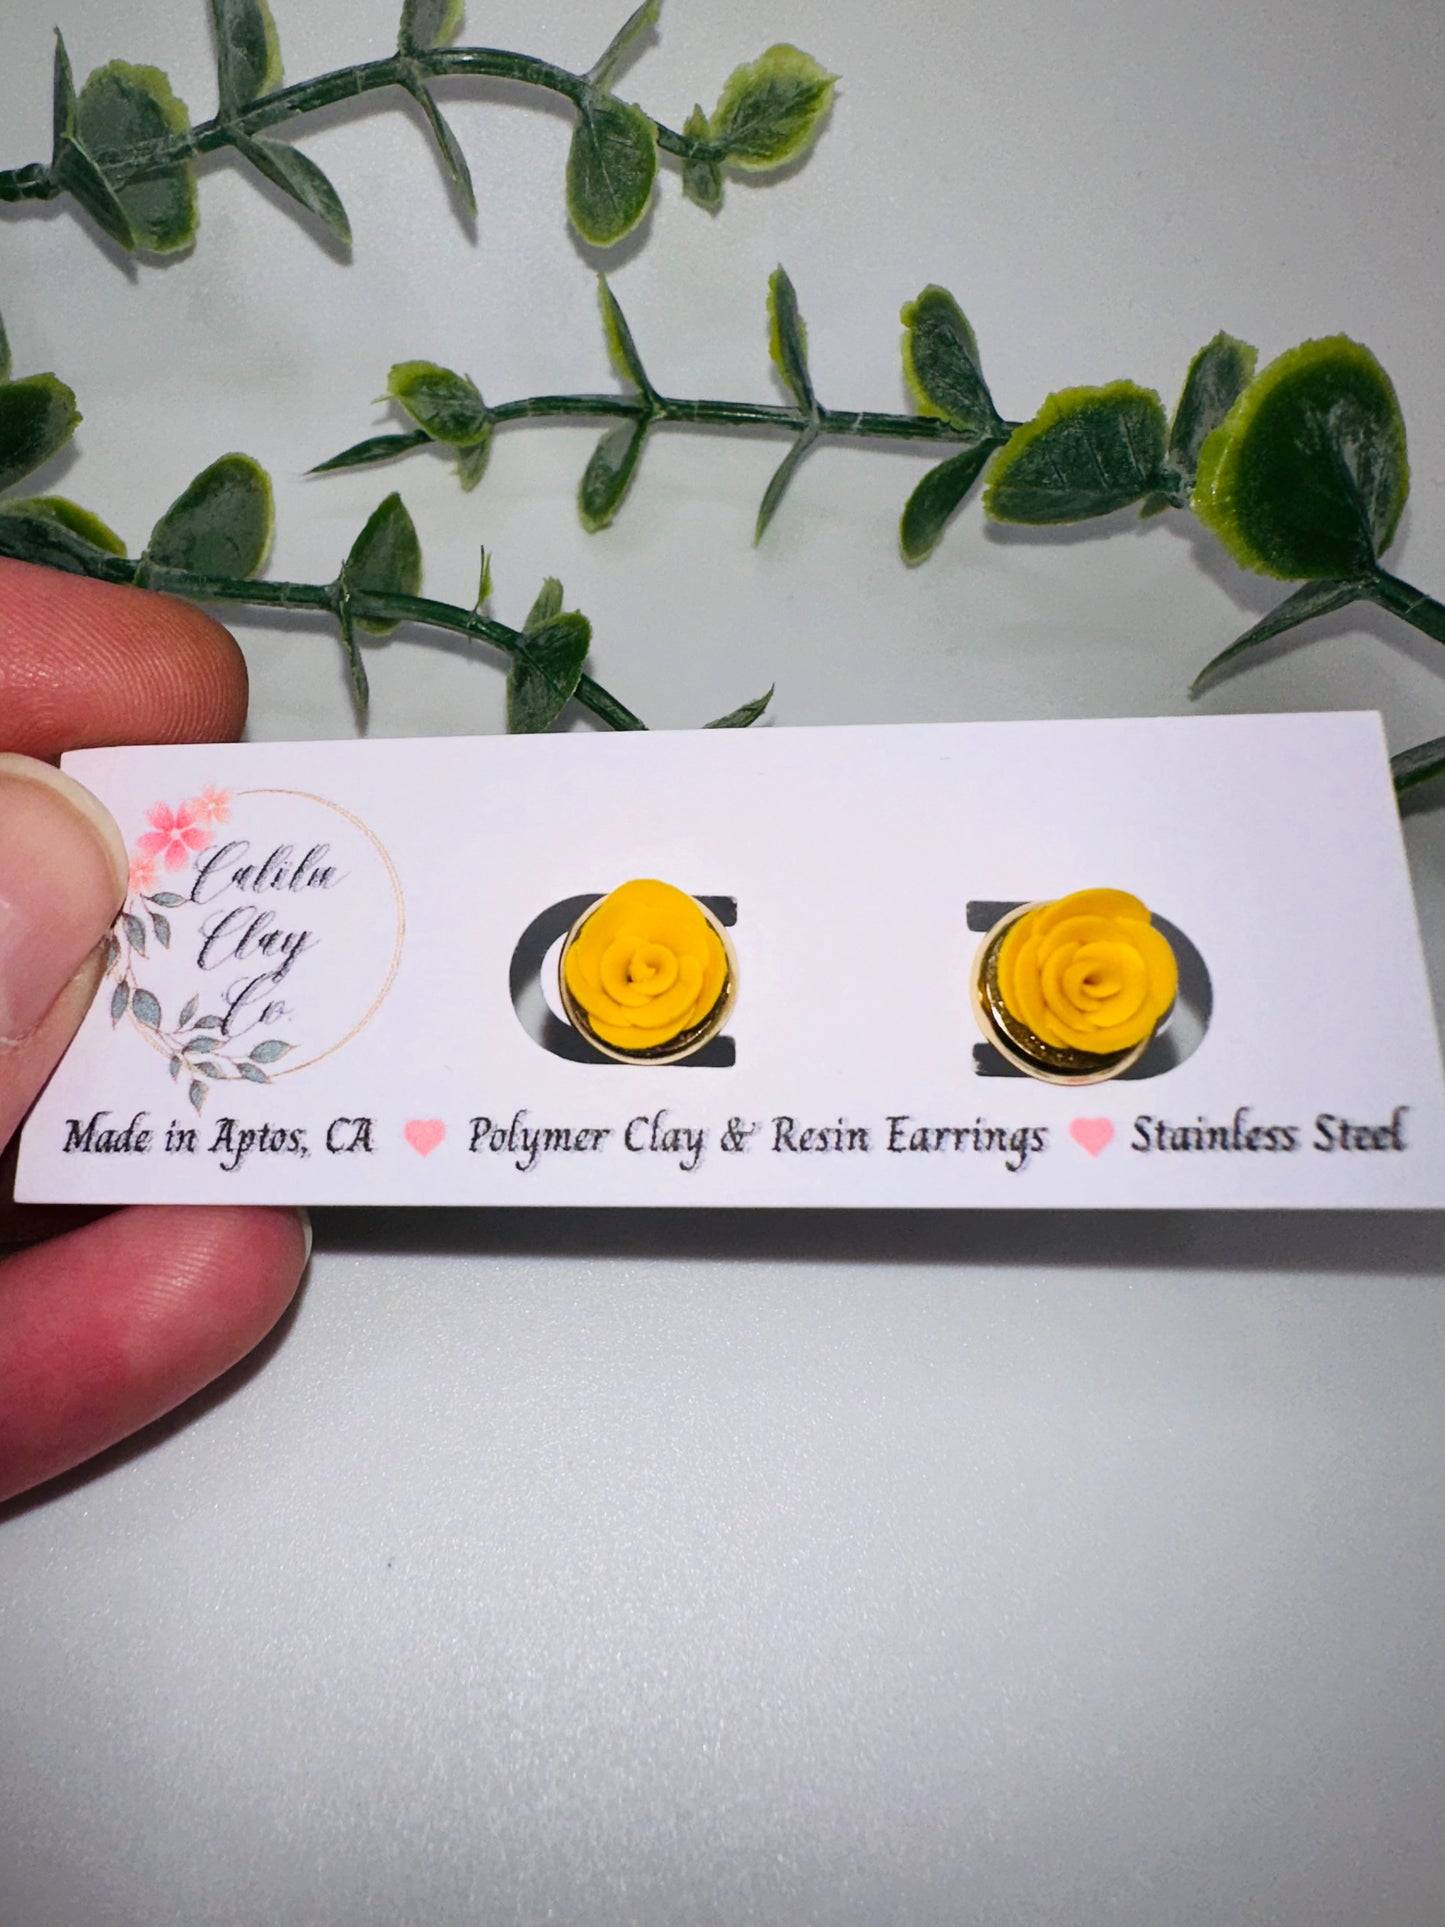 Calilu
Clay
Co.
Made in Aptos, CA ♥ Polymer Clay & Resin Earrings ♥ Stainless Steel